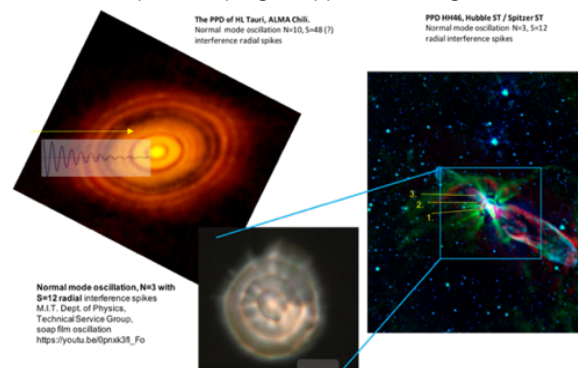 The PPD of HL Tauri, ALMA Chili.
Normal mode oscillation N=10, S=48 (?)
interference radial spikes
PPD HH46, Hubble ST / Spitzer ST
Normal mode oscillation N=3, S=12
radial interference spikes
3.
2.
1.
Normal mode oscillation, N=3 with
S=12 radial interference spikes
M.I.T. Dept. of Physics,
Technical Service Group,
soap film oscillation
https://youtu.be/0pnxk3fl_Fo